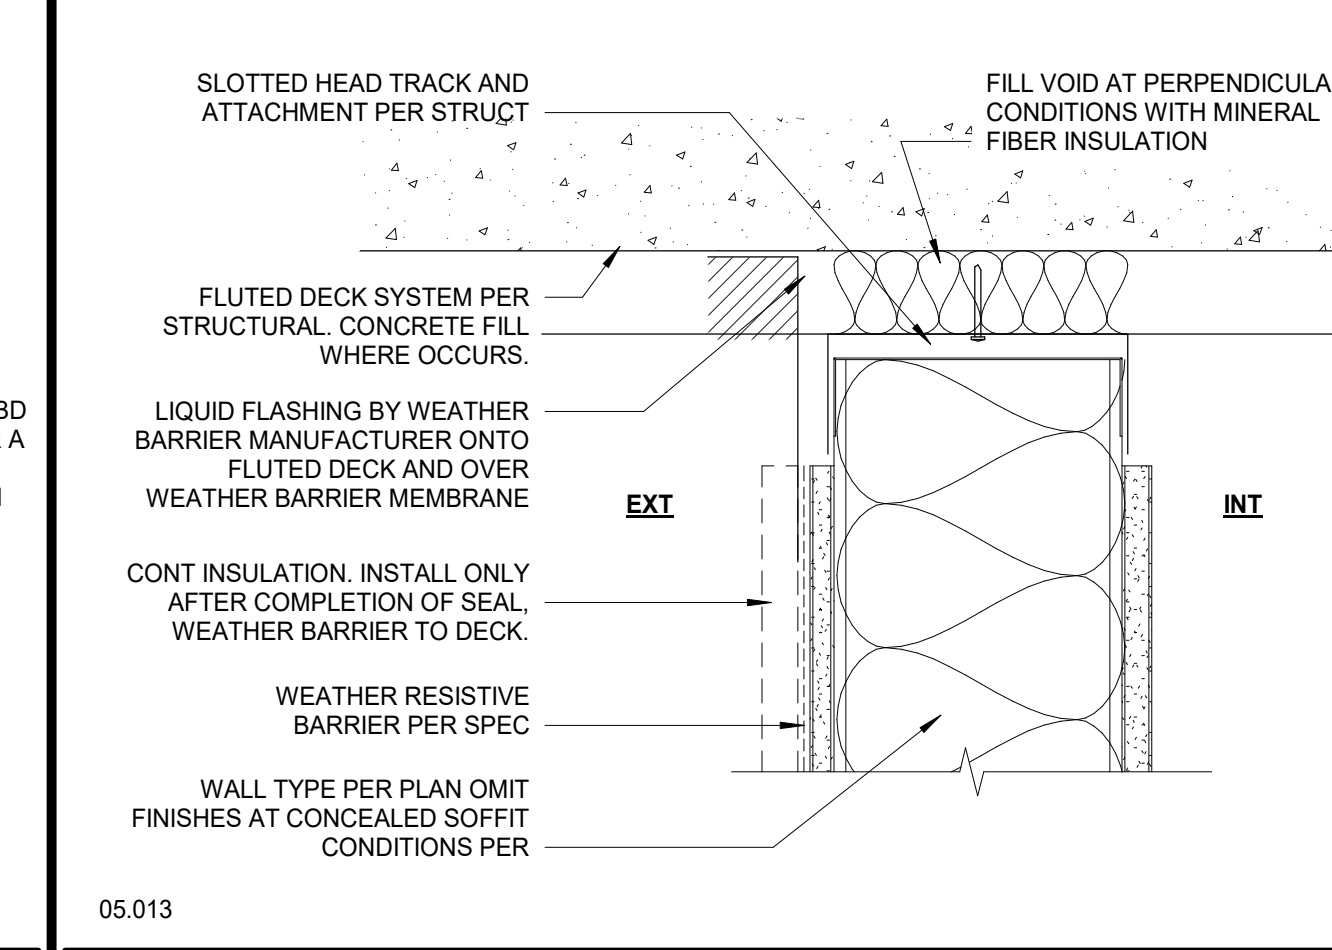 SLOTTED HEAD TRACK AND
ATTACHMENT PER STRUCT
FILL VOID AT PERPENDICULA
CONDITIONS WITH MINERAL
FIBER INSULATION
FLUTED DECK SYSTEM PER
STRUCTURAL. CONCRETE FILL
WHERE OCCURS.
BD
A
LIQUID FLASHING BY WEATHER
BARRIER MANUFACTURER ONTO
FLUTED DECK AND OVER
WEATHER BARRIER MEMBRANE
EXT
INT
CONT INSULATION. INSTALL ONLY
AFTER COMPLETION OF SEAL,
WEATHER BARRIER TO DECK.
WEATHER RESISTIVE
BARRIER PER SPEC
WALL TYPE PER PLAN OMIT
FINISHES AT CONCEALED SOFFIT
CONDITIONS PER
05.013